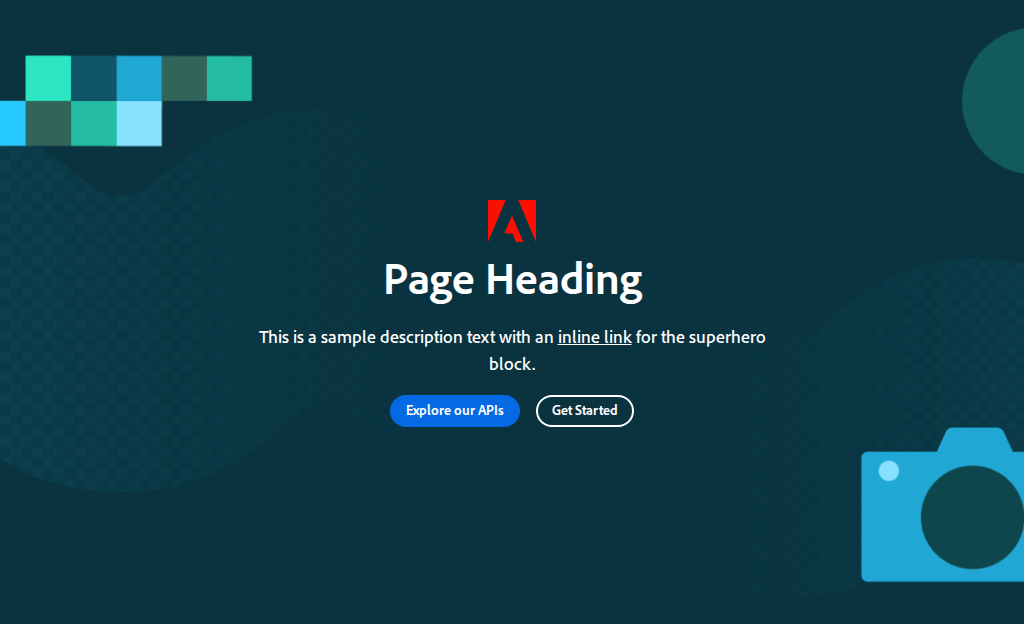 Page Heading
This is a sample description text with an inline link for the superhero
block.
Explore our APIs
Get Started